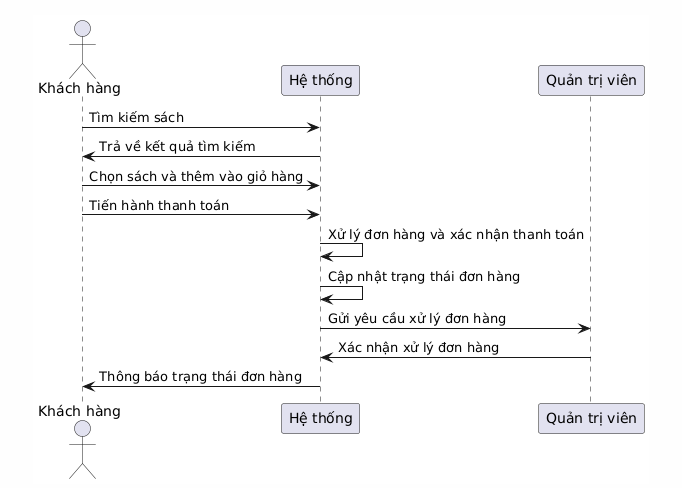 Khách hàng
Hệ thống
Quản trị viên
Tìm kiếm sách
Trả về kết quả tìm kiếm
Chọn sách và thêm vào giỏ hàng
Tiến hành thanh toán
Xử lý đơn hàng và xác nhận thanh toán
Cập nhật trạng thái đơn hàng
Gửi yêu cầu xử lý đơn hàng
Xác nhận xử lý đơn hàng
Thông báo trạng thái đơn hàng
Khách hàng
Hệ thống
Quản trị viên